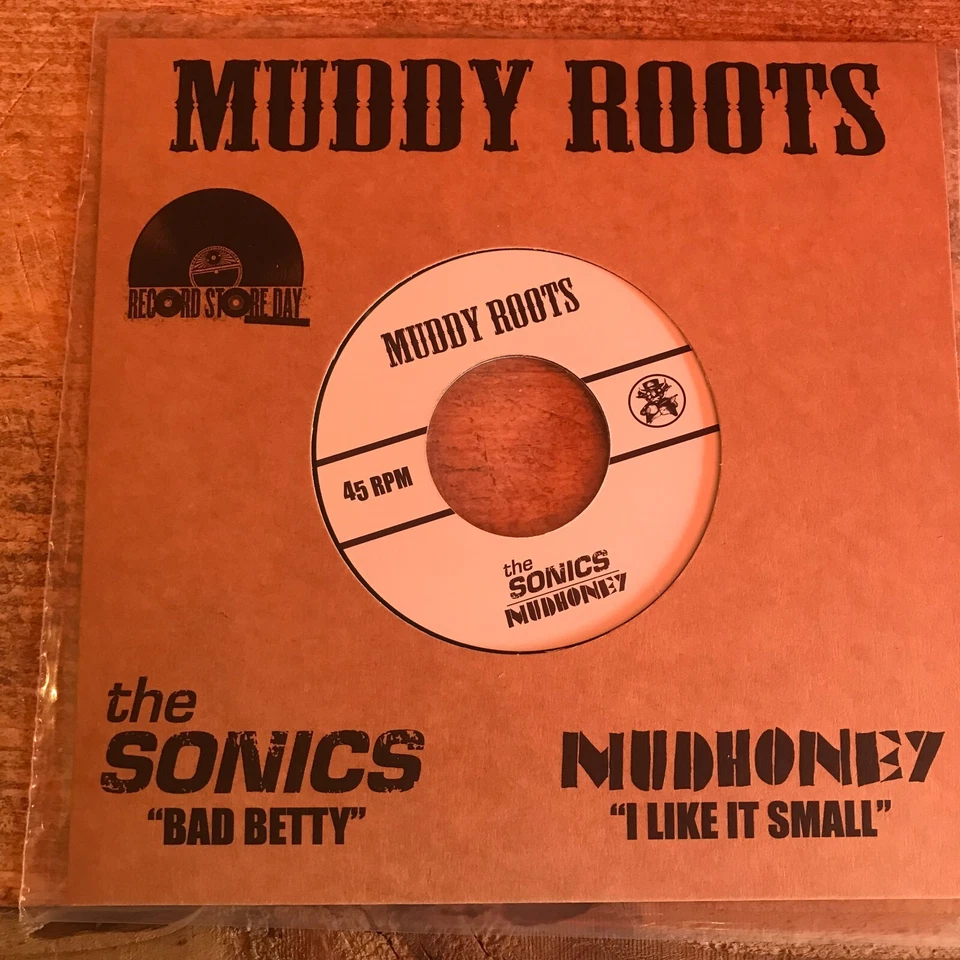 MUDDY ROOTS
RECORD STORE DAY
MUDDY ROOTS
45 RPM
the
SONICS
MUDHONEY
the
SONICS
"BAD BETTY"
MUDHONEY
"I LIKE IT SMALL"